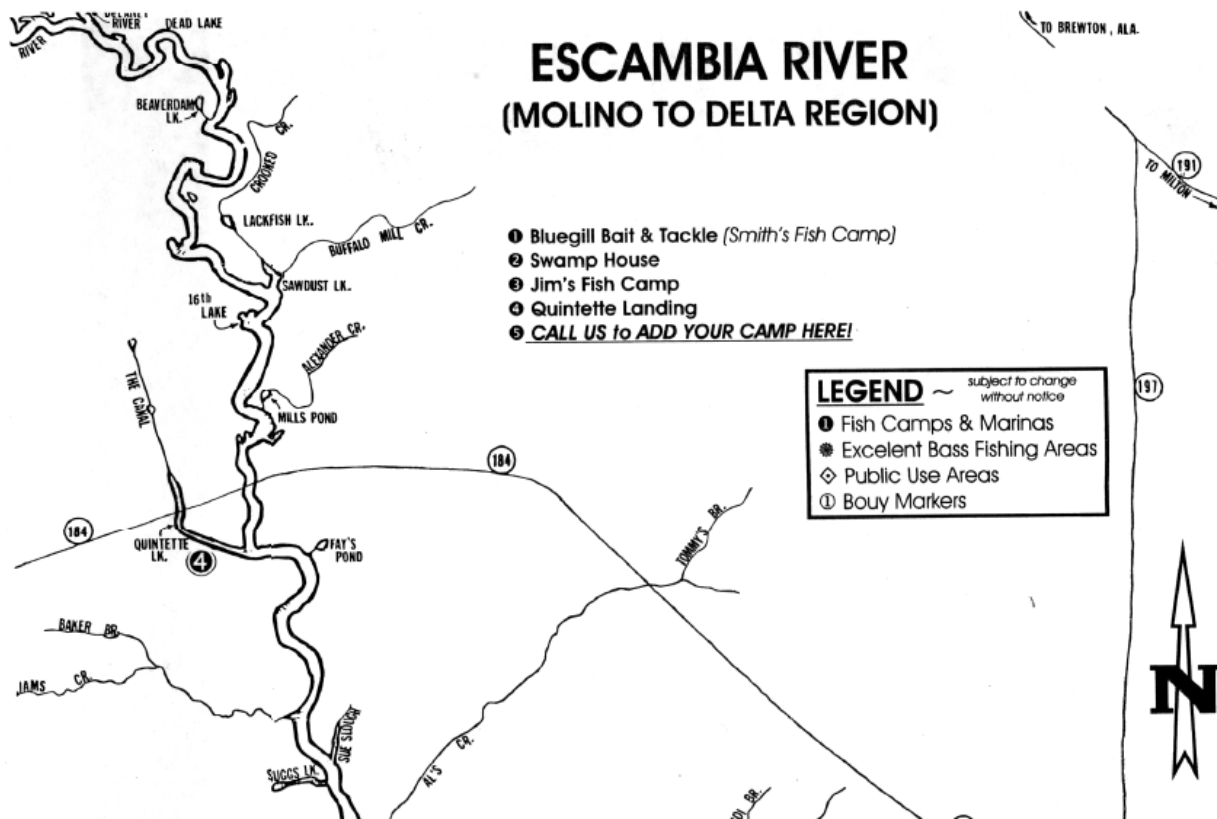 DELANEY
RIVER
DEAD LAKE
RIVER
TO BREWTON, ALA.
ESCAMBIA RIVER
(MOLINO TO DELTA REGION)
BEAVERDAM
LK.
CROOKED CR.
191
TO MILTON
LACKFISH LK.
BUFFALO MILL CR.
❶ Bluegill Bait & Tackle (Smith's Fish Camp)
❷ Swamp House
❸ Jim's Fish Camp
❹ Quintette Landing
❺ CALL US to ADD YOUR CAMP HERE!
SAWDUST LK.
16th
LAKE
ALEXANDER CR.
THE CANAL
MILLS POND
LEGEND ~ subject to change
without notice
❶ Fish Camps & Marinas
Excelent Bass Fishing Areas
Public Use Areas
① Bouy Markers
197
184
184
QUINTETTE
LK.
❹
FAY'S
POND
TOMMY'S BR.
BAKER BR.
JAMS CR.
N
SUE SLOUGH
SUGGS LK.
AL'S CR.
BR.